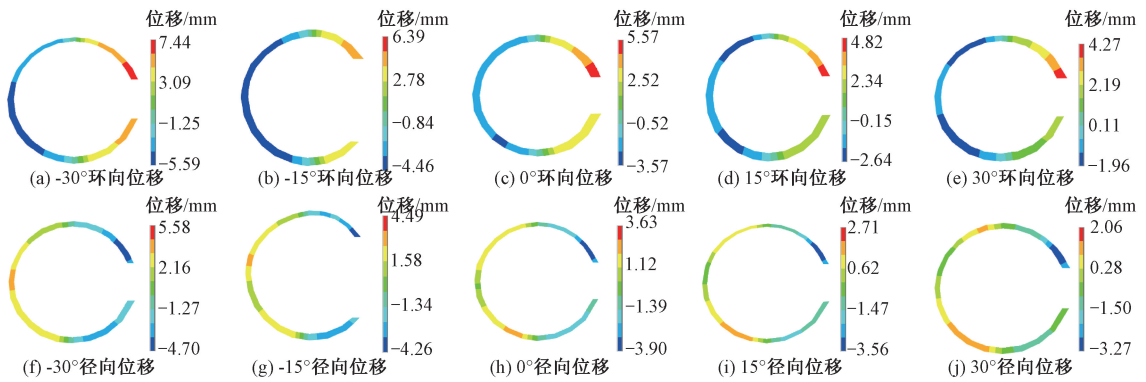 位移/mm
7.44
3.09
−1.25
−5.59
(a) -30°环向位移
位移/mm
6.39
2.78
−0.84
−4.46
(b) -15°环向位移
位移/mm
5.57
2.52
−0.52
−3.57
(c) 0°环向位移
位移/mm
4.82
2.34
−0.15
−2.64
(d) 15°环向位移
位移/mm
4.27
2.19
0.11
−1.96
(e) 30°环向位移
位移/mm
5.58
2.16
−1.27
−4.70
(f) -30°径向位移
位移/mm
4.49
1.58
−1.34
−4.26
(g) -15°径向位移
位移/mm
3.63
1.12
−1.39
−3.90
(h) 0°径向位移
位移/mm
2.71
0.62
−1.47
−3.56
(i) 15°径向位移
位移/mm
2.06
0.28
−1.50
−3.27
(j) 30°径向位移